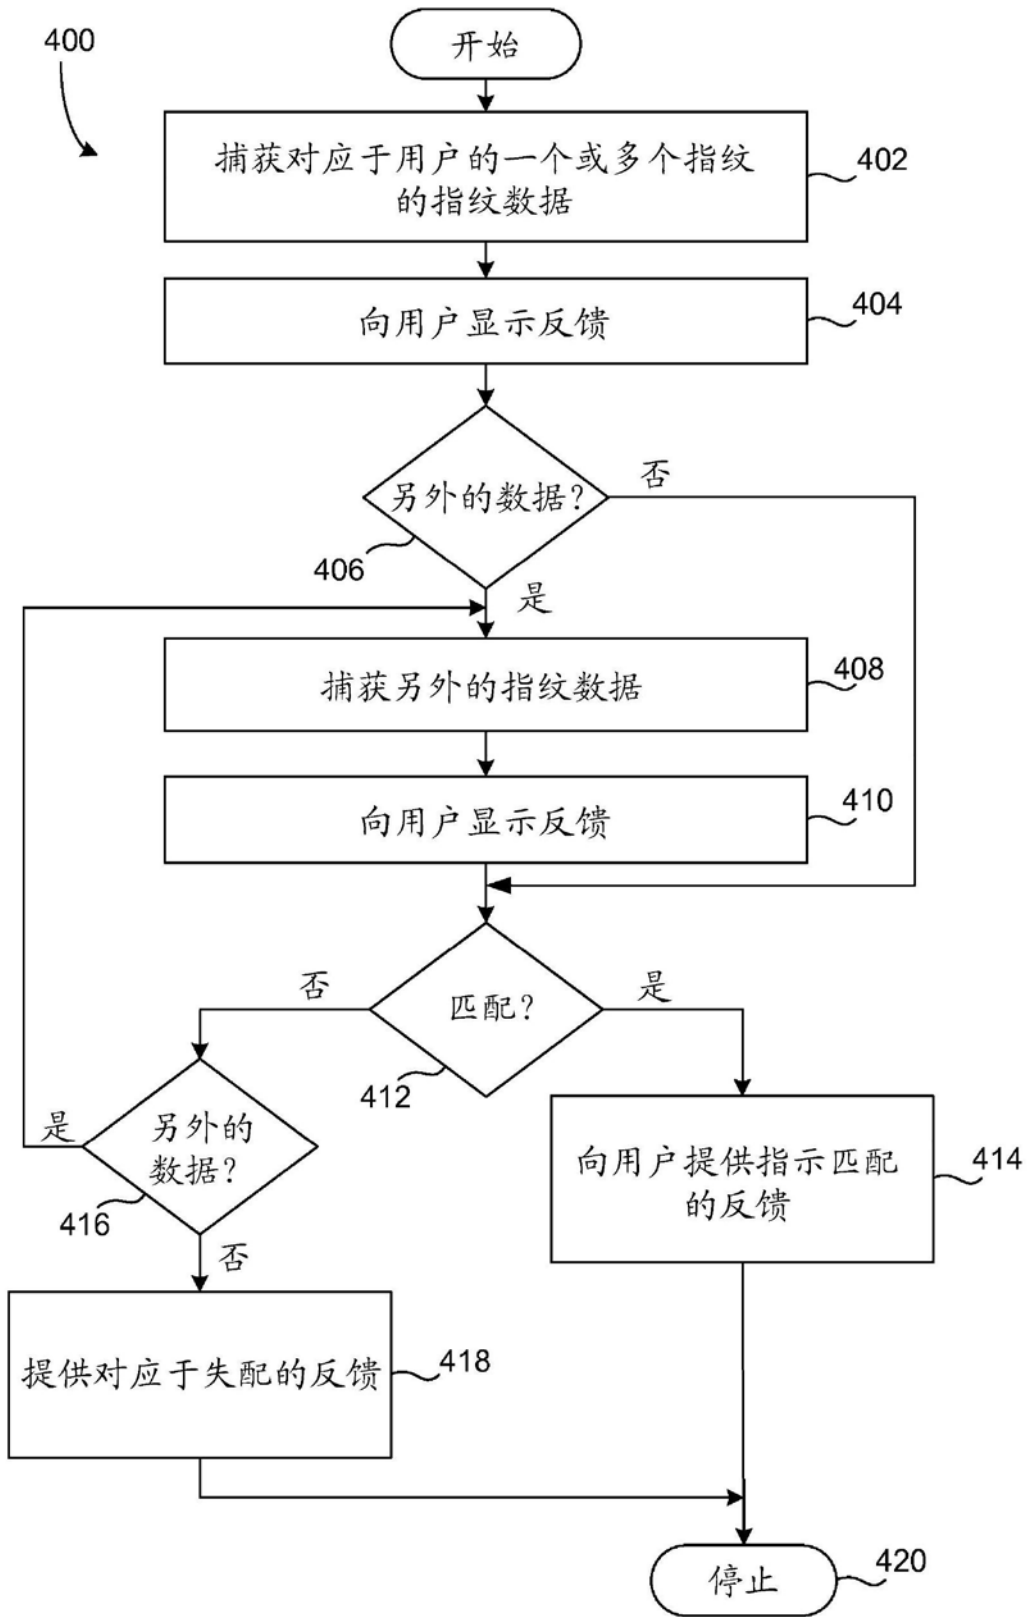 400
开始
捕获对应于用户的一个或多个指纹
的指纹数据
402
向用户显示反馈
404
另外的数据?
否
406
是
捕获另外的指纹数据
408
向用户显示反馈
410
否
匹配?
是
412
是
另外的
数据?
416
向用户提供指示匹配
的反馈
414
否
提供对应于失配的反馈
418
停止
420